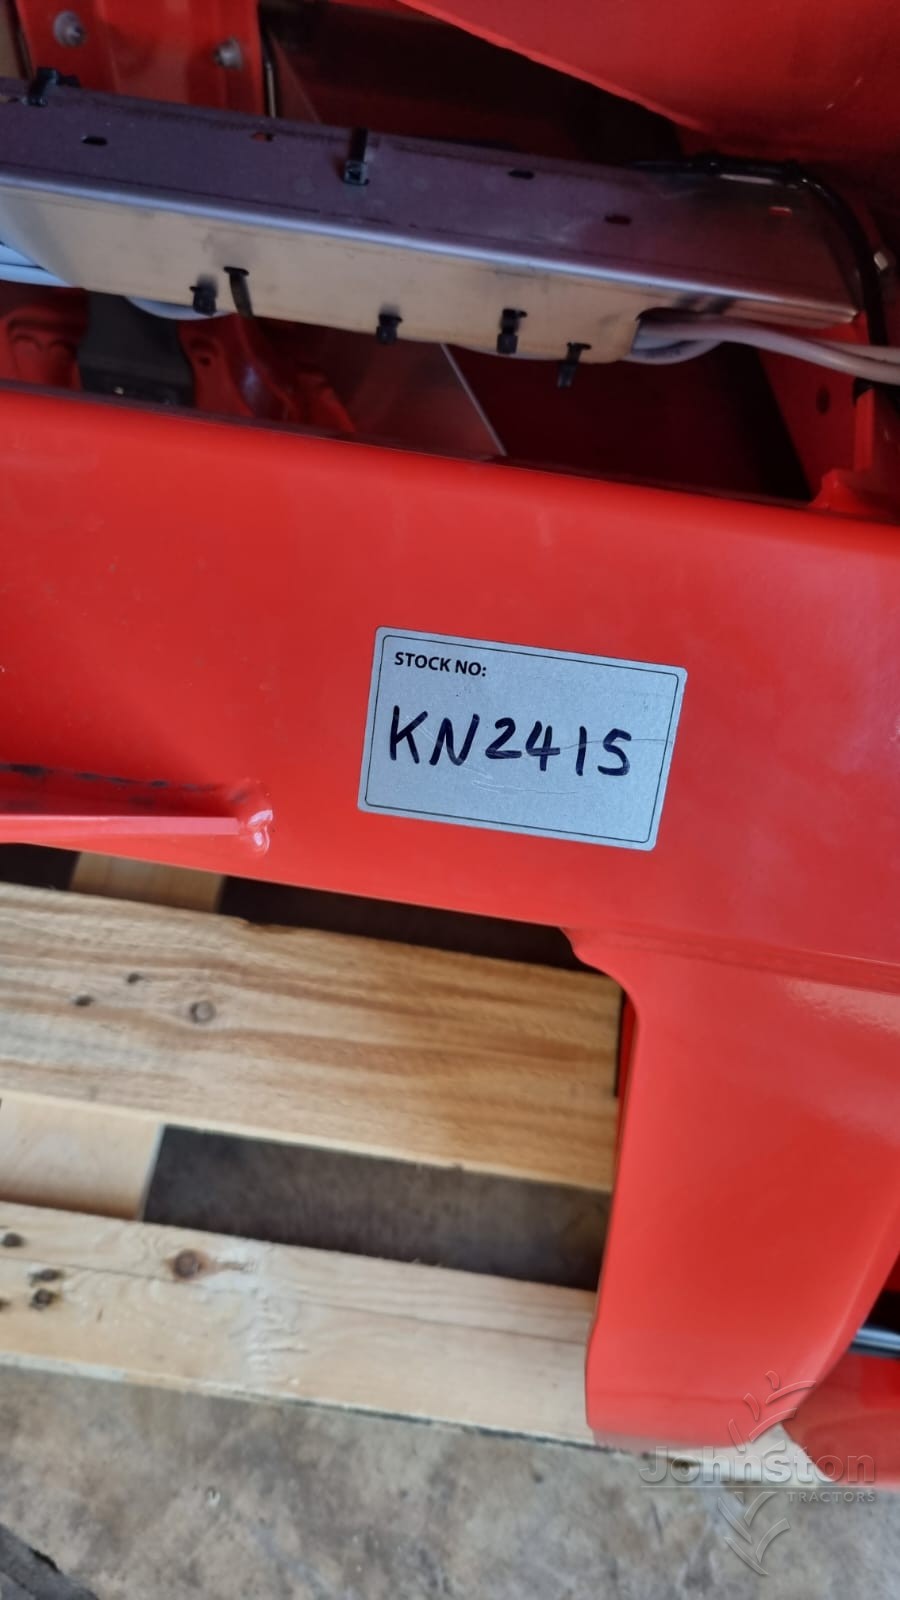 STOCK NO:
KN2415
Johnston
TRACTORS